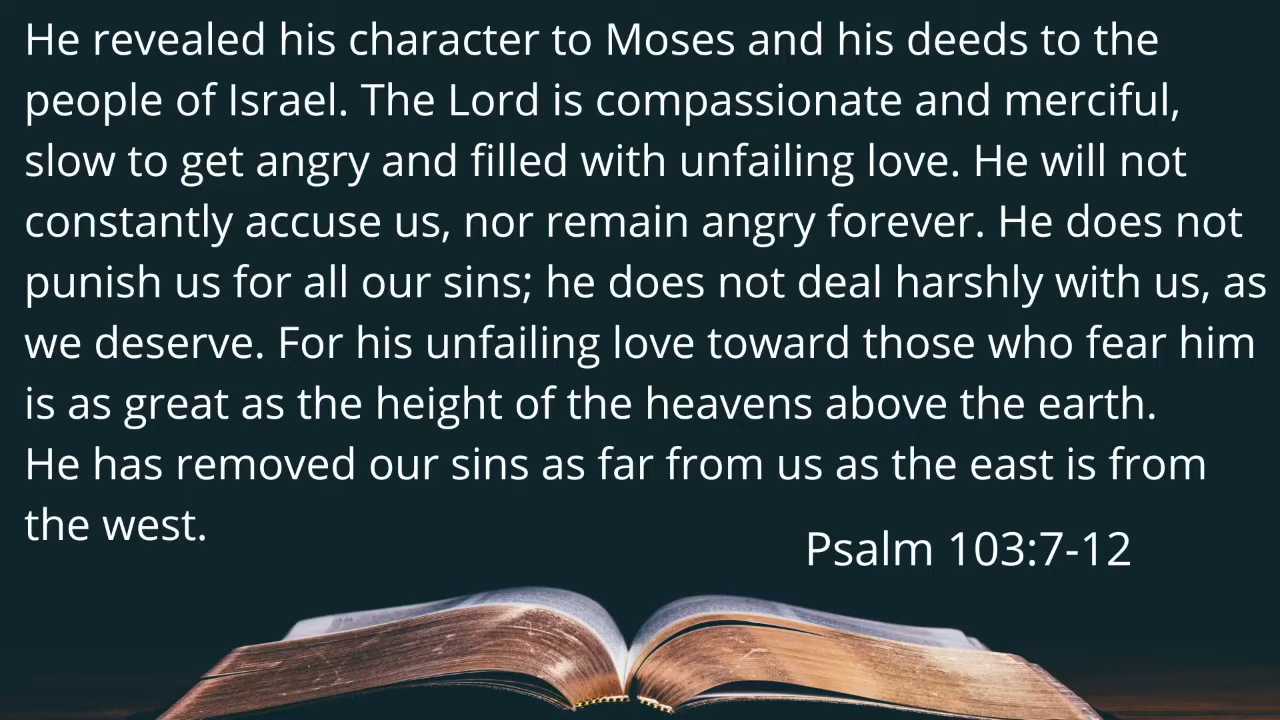 He revealed his character to Moses and his deeds to the
people of Israel. The Lord is compassionate and merciful,
slow to get angry and filled with unfailing love. He will not
constantly accuse us, nor remain angry forever. He does not
punish us for all our sins; he does not deal harshly with us, as
we deserve. For his unfailing love toward those who fear him
is as great as the height of the heavens above the earth.
He has removed our sins as far from us as the east is from
the west.
Psalm 103:7-12